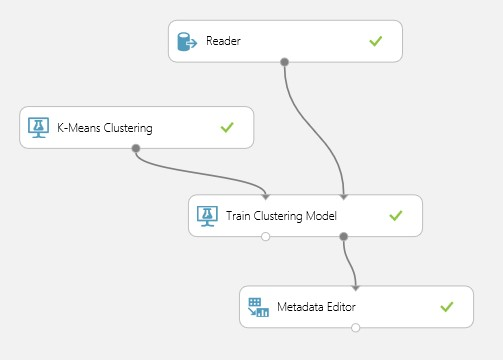 Reader
K-Means Clustering
Train Clustering Model
Metadata Editor